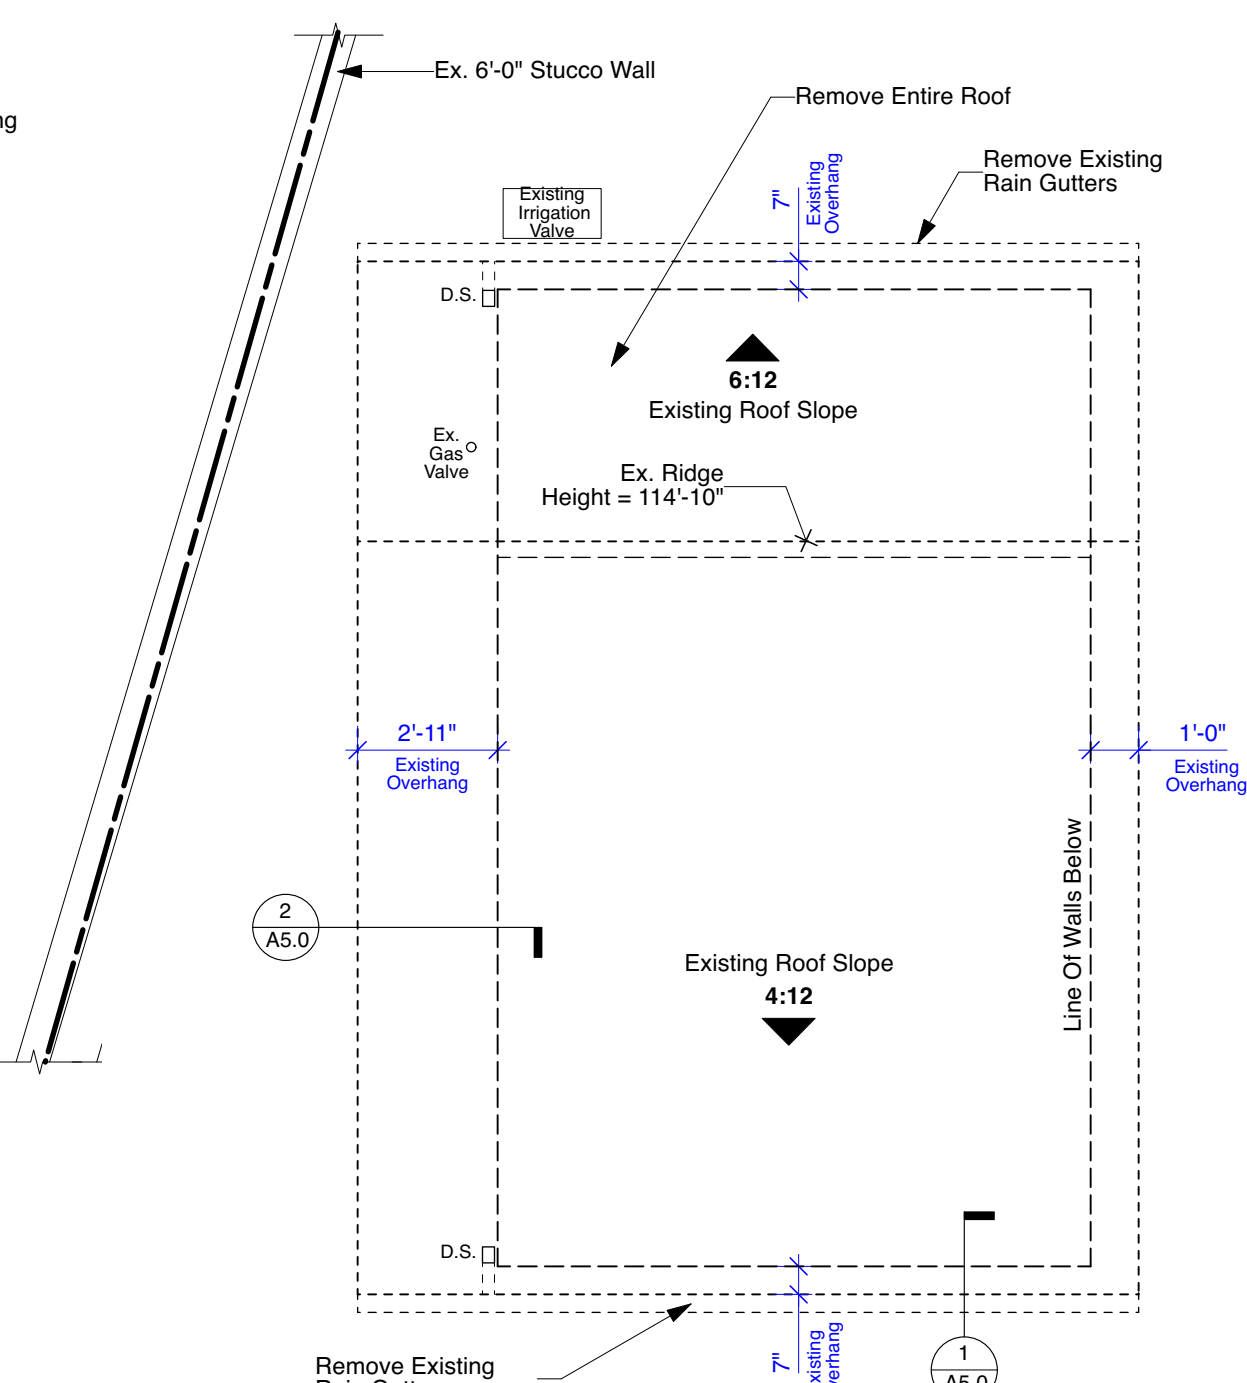 Ex. 6'-0" Stucco Wall
Remove Entire Roof
Remove Existing
Rain Gutters
Existing
Irrigation
Valve
7"
Existing
Overhang
D.S.
6:12
Existing Roof Slope
Ex.
Gas
Valve
Ex. Ridge
Height = 114'-10"
2'-11"
Existing
Overhang
1'-0"
Existing
Overhang
Line Of Walls Below
2
A5.0
Existing Roof Slope
4:12
D.S.
7"
Remove Existing
1
A5.0